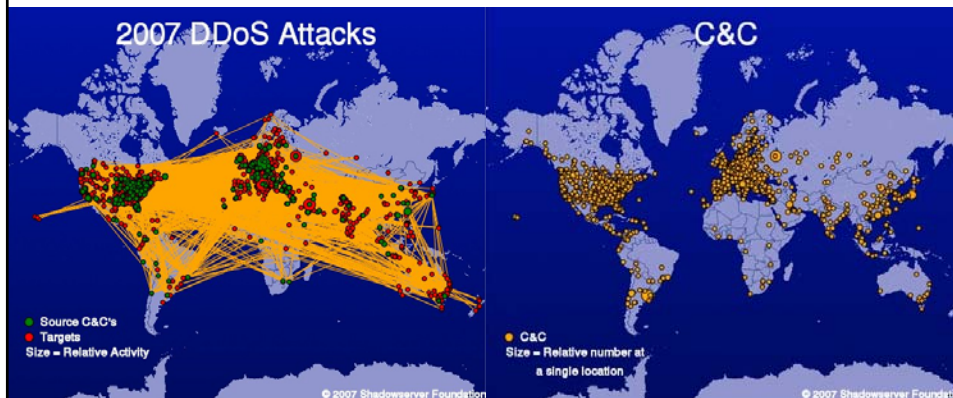 2007 DDoS Attacks
Source C&C's
Targets
Size = Relative Activity
© 2007 Shadowserver Foundation
C&C
C&C
Size = Relative number at
a single location
© 2007 Shadowserver Foundation